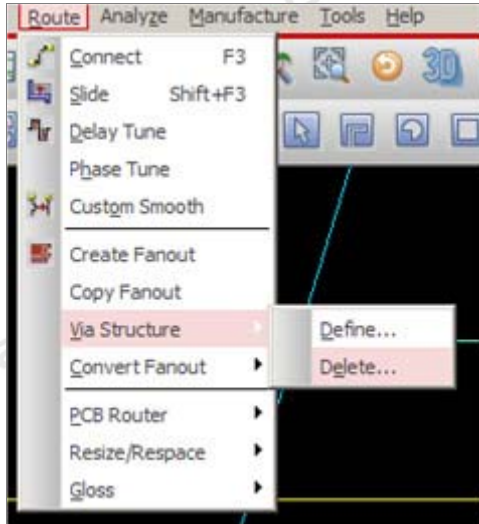 Route Analyze Manufacture Tools Help
3D
Connect F3
Slide Shift+F3
Delay Tune
Phase Tune
Custom Smooth
Create Fanout
Copy Fanout
Via Structure
Define...
Convert Fanout
Delete...
PCB Router
Resize/Respace
Gloss